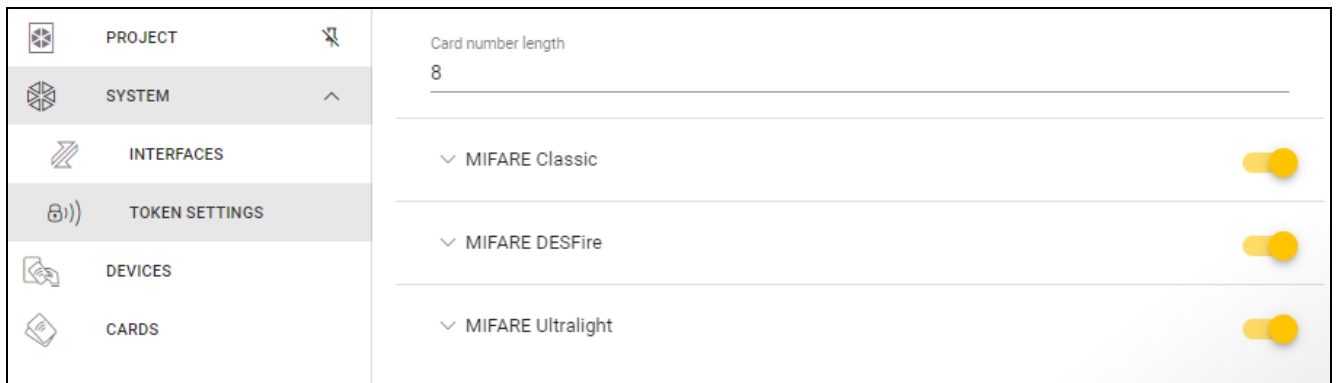 PROJECT
SYSTEM
INTERFACES
TOKEN SETTINGS
DEVICES
CARDS
Card number length
8
MIFARE Classic
MIFARE DESFire
MIFARE Ultralight